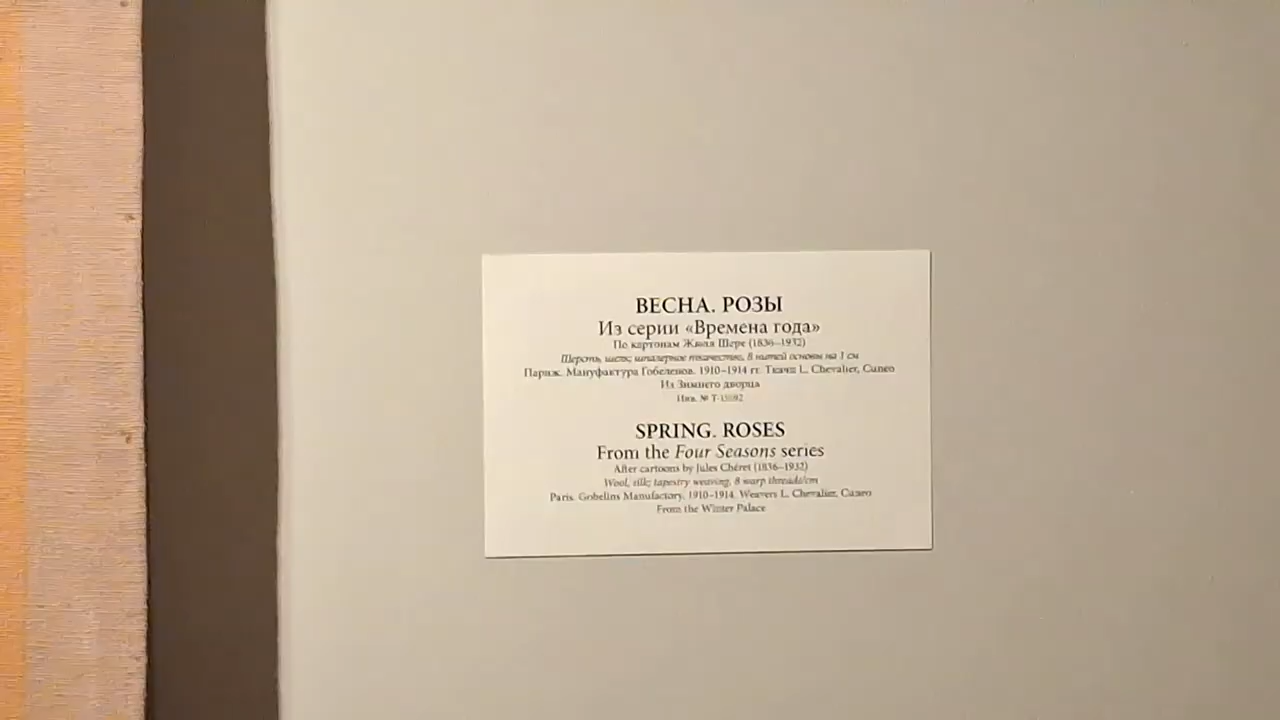 ВЕСНА. РОЗЫ
Из серии «Времена года»
По картонам Жюля Шере (1836–1932)
Шерсть, шелк; шпалерное ткачество, 8 нитей основы на 1 см
Париж. Мануфактура Гобеленов. 1910–1914 гг. Ткачи L. Chevalier, Cuneo
Из Зимнего дворца
Инв. №
SPRING. ROSES
From the Four Seasons series
After cartoons by Jules Chéret (1836–1932)
Wool, silk; tapestry weaving, 8 warp threads/cm
Paris. Gobelins Manufactory. 1910–1914. Weavers L. Chevalier, Cuneo
From the Winter Palace